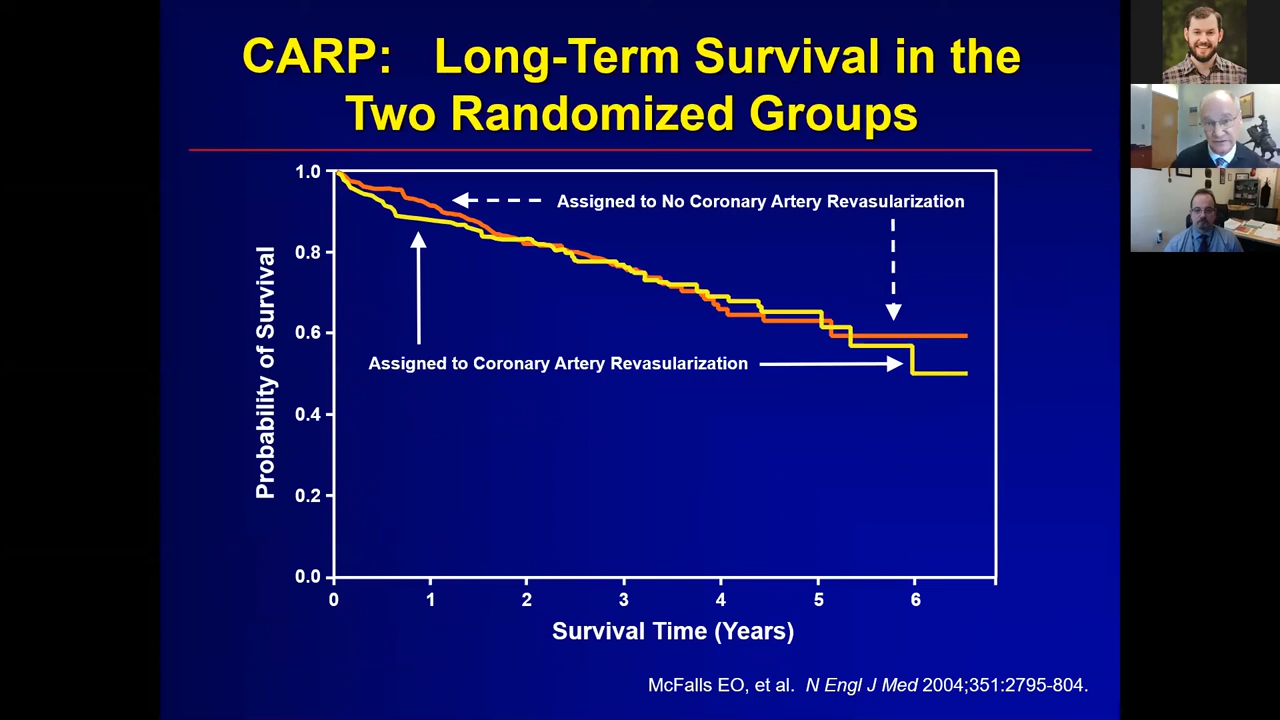 CARP: Long-Term Survival in the
Two Randomized Groups
1.0
0.8
0.6
0.4
0.2
0.0
Probability of Survival
Assigned to No Coronary Artery Revasularization
Assigned to Coronary Artery Revasularization
0 1 2 3 4 5 6
Survival Time (Years)
McFalls EO, et al. N Engl J Med 2004;351:2795-804.